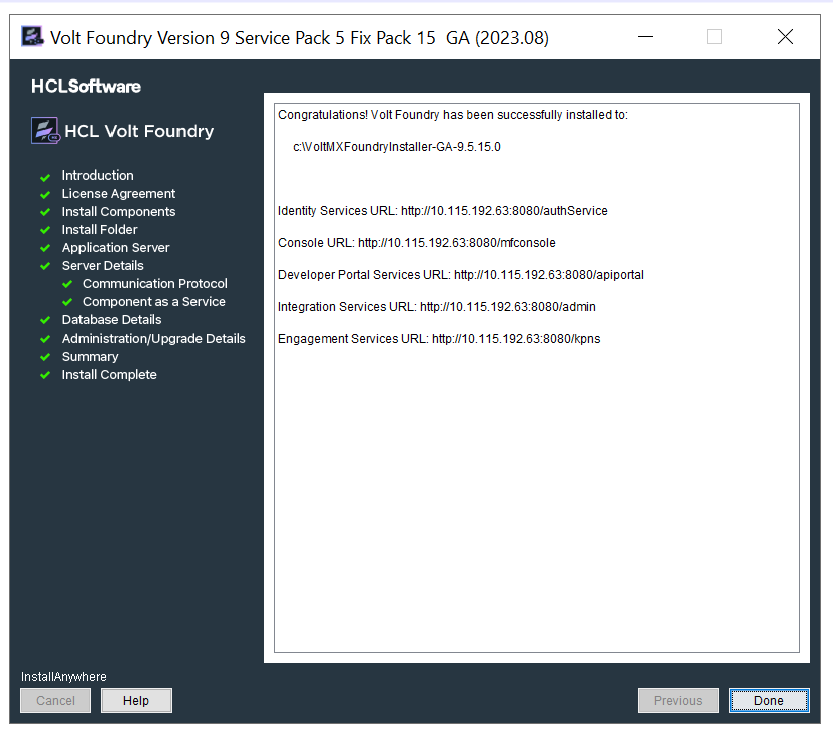 Volt Foundry Version 9 Service Pack 5 Fix Pack 15  GA (2023.08)
HCLSoftware
HCL Volt Foundry
Introduction
License Agreement
Install Components
Install Folder
Application Server
Server Details
Communication Protocol
Component as a Service
Database Details
Administration/Upgrade Details
Summary
Install Complete
Congratulations! Volt Foundry has been successfully installed to:
c:\VoltMXFoundryInstaller-GA-9.5.15.0
Identity Services URL: http://10.115.192.63:8080/authService
Console URL: http://10.115.192.63:8080/mfconsole
Developer Portal Services URL: http://10.115.192.63:8080/apiportal
Integration Services URL: http://10.115.192.63:8080/admin
Engagement Services URL: http://10.115.192.63:8080/kpns
InstallAnywhere
Cancel
Help
Previous
Done